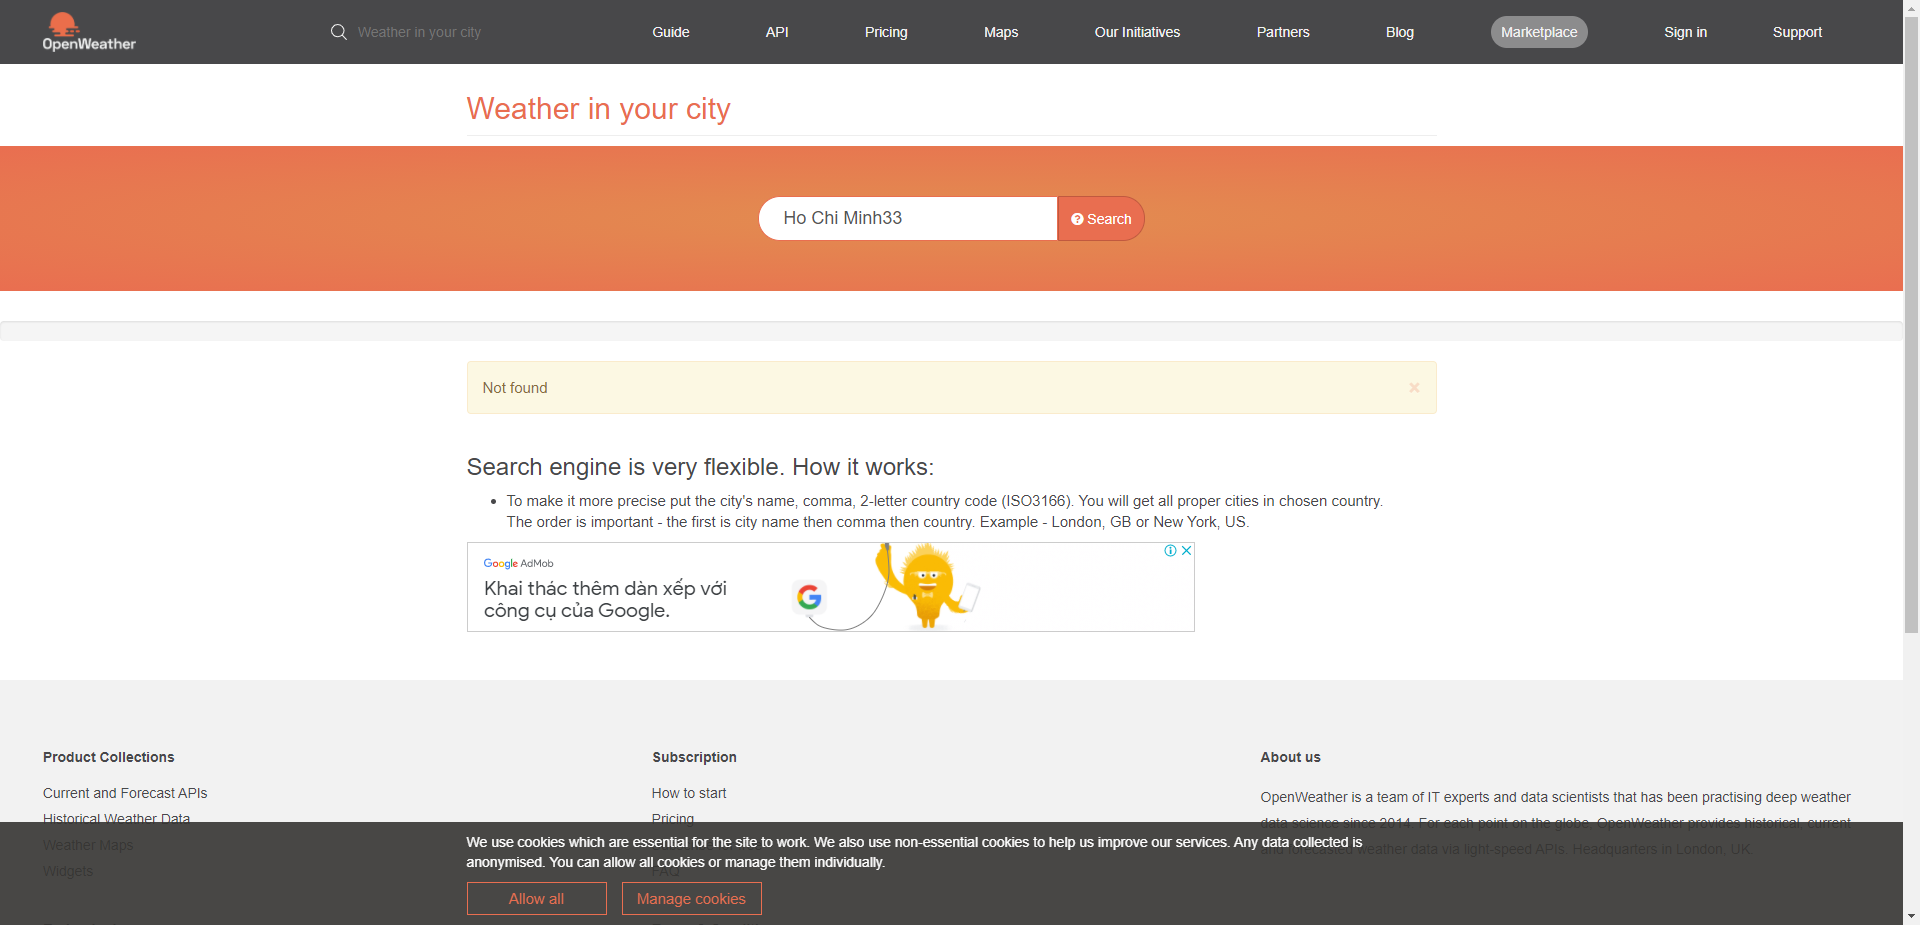 OpenWeather
Weather in your city
Guide
API
Pricing
Maps
Our Initiatives
Partners
Blog
Marketplace
Sign in
Support
Weather in your city
Ho Chi Minh33
Search
Not found
×
Search engine is very flexible. How it works:
• To make it more precise put the city's name, comma, 2-letter country code (ISO3166). You will get all proper cities in chosen country.
The order is important - the first is city name then comma then country. Example - London, GB or New York, US.
Google AdMob
Khai thác thêm dàn xếp với
công cụ của Google.
Product Collections
Current and Forecast APIs
Historical Weather Data
Weather Maps
Widgets
Subscription
How to start
Pricing
FAQ
About us
OpenWeather is a team of IT experts and data scientists that has been practising deep weather
data science since 2014. For each point on the globe, OpenWeather provides historical, current
and forecasted weather data via light-speed APIs. Headquarters in London, UK.
We use cookies which are essential for the site to work. We also use non-essential cookies to help us improve our services. Any data collected is
anonymised. You can allow all cookies or manage them individually.
Allow all
Manage cookies